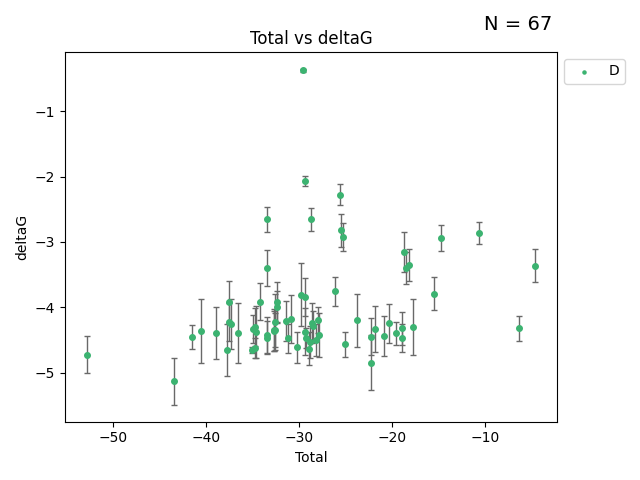 N = 67
Total vs deltaG
D
deltaG
−1
−2
−3
−4
−5
−50 −40 −30 −20 −10
Total